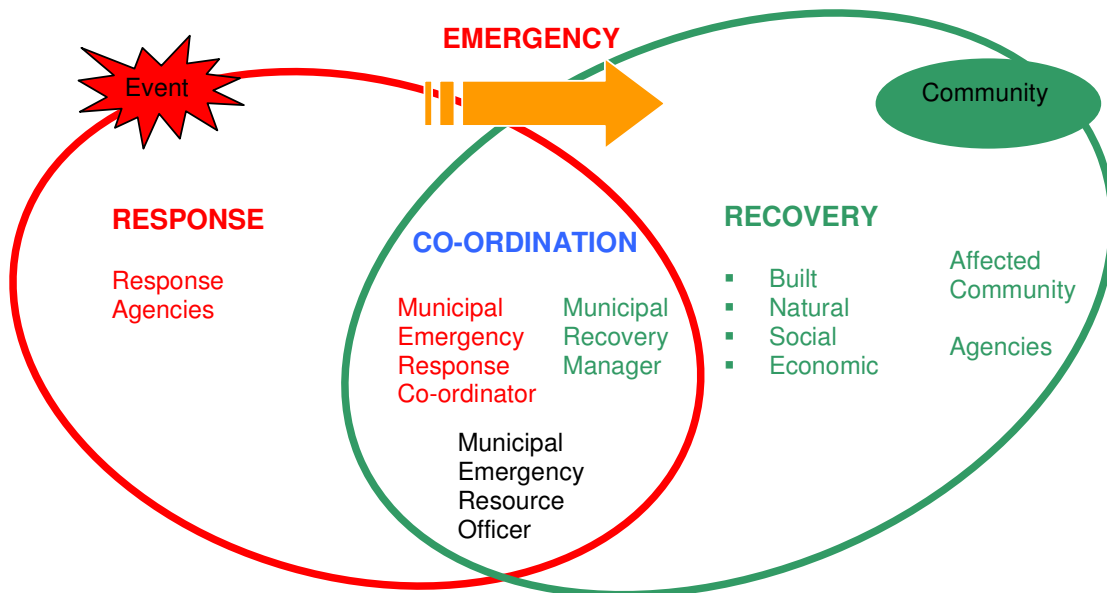 EMERGENCY
Event
Community
RESPONSE
Response
Agencies
CO-ORDINATION
Municipal
Emergency
Response
Co-ordinator
Municipal
Recovery
Manager
Municipal
Emergency
Resource
Officer
RECOVERY
▪ Built
▪ Natural
▪ Social
▪ Economic
Affected
Community
Agencies